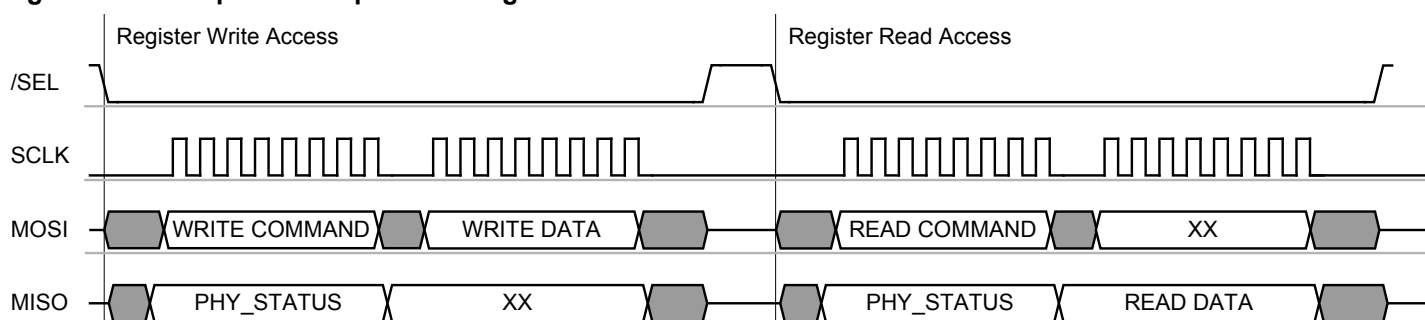 Register Write Access Register Read Access
/SEL
SCLK
MOSI WRITE COMMAND WRITE DATA READ COMMAND XX
MISO PHY_STATUS XX PHY_STATUS READ DATA